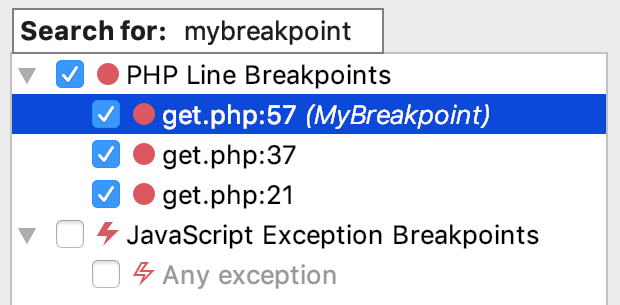 Search for: mybreakpoint
PHP Line Breakpoints
get.php:57 (MyBreakpoint)
get.php:37
get.php:21
JavaScript Exception Breakpoints
Any exception